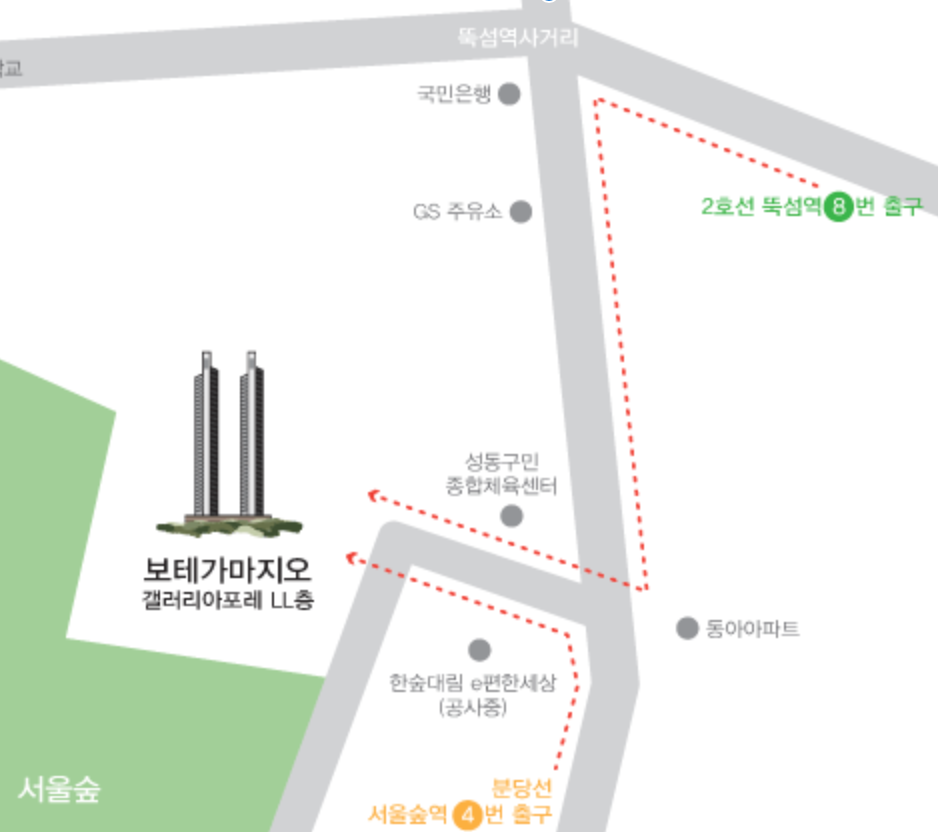 뚝섬역사거리
국민은행
2호선 뚝섬역 8번 출구
GS 주유소
성동구민
종합체육센터
보테가마지오
갤러리아포레 LL층
동아아파트
한숲대림 e편한세상
(공사중)
서울숲
분당선
서울숲역 4번 출구